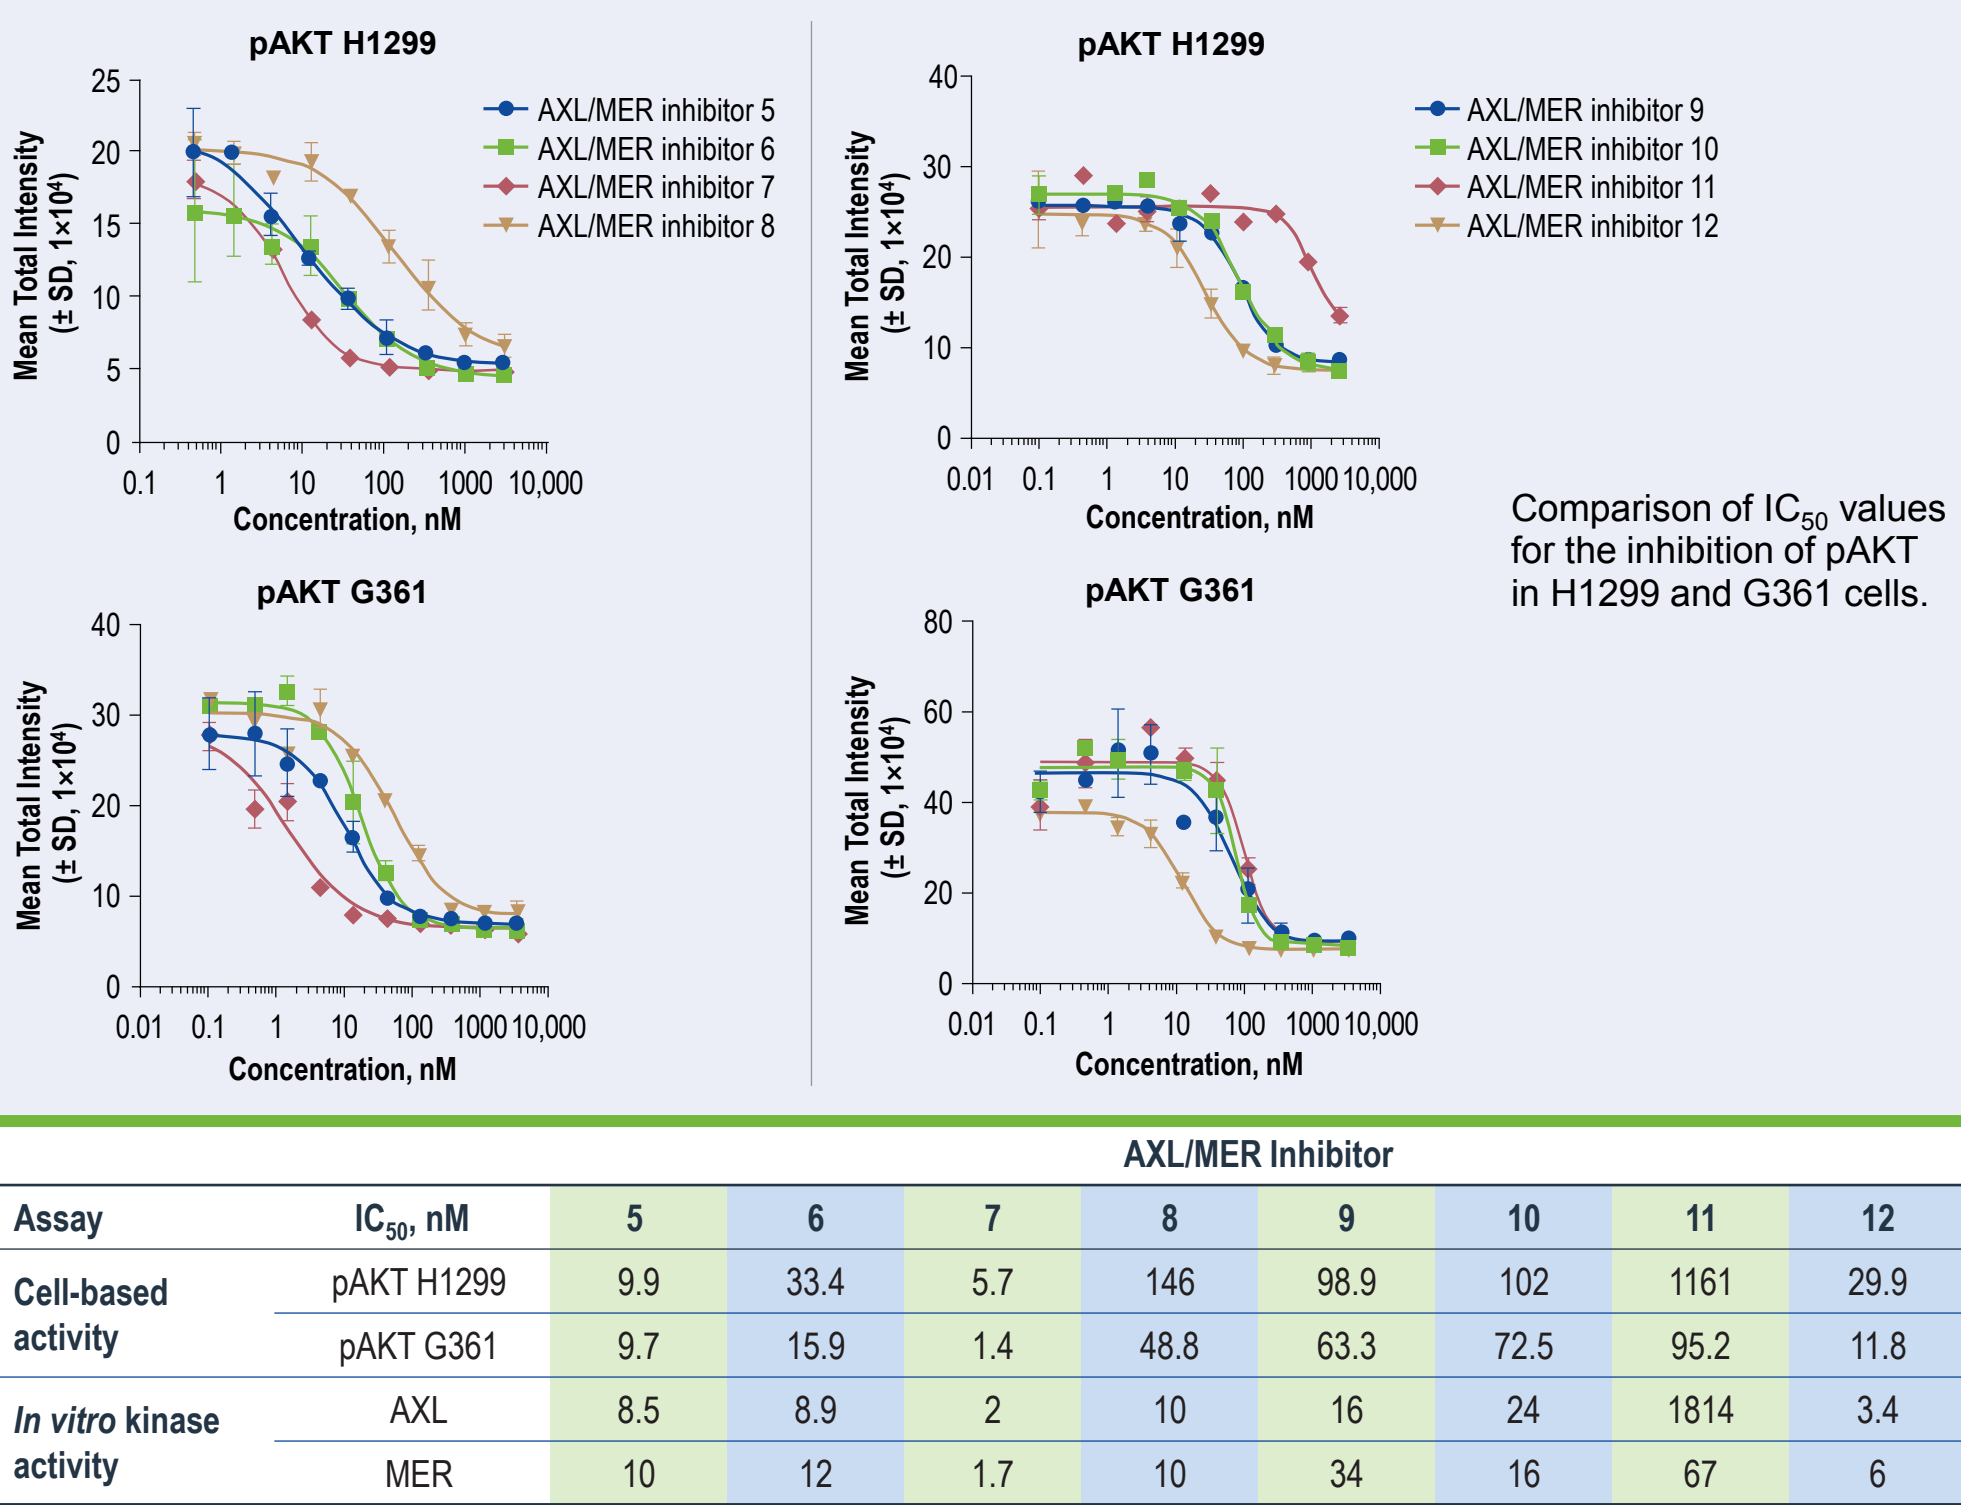 pAKT H1299
25
20
15
10
5
0
0.1 1 10 100 1000 10,000
Mean Total Intensity
(± SD, 1×10⁴)
Concentration, nM
AXL/MER inhibitor 5
AXL/MER inhibitor 6
AXL/MER inhibitor 7
AXL/MER inhibitor 8
pAKT H1299
40
30
20
10
0
0.01 0.1 1 10 100 1000 10,000
Mean Total Intensity
(± SD, 1×10⁴)
Concentration, nM
AXL/MER inhibitor 9
AXL/MER inhibitor 10
AXL/MER inhibitor 11
AXL/MER inhibitor 12
Comparison of IC₅₀ values
for the inhibition of pAKT
in H1299 and G361 cells.
pAKT G361
40
30
20
10
0
0.01 0.1 1 10 100 1000 10,000
Mean Total Intensity
(± SD, 1×10⁴)
Concentration, nM
pAKT G361
80
60
40
20
0
0.01 0.1 1 10 100 1000 10,000
Mean Total Intensity
(± SD, 1×10⁴)
Concentration, nM
AXL/MER Inhibitor
Assay IC₅₀, nM 5 6 7 8 9 10 11 12
Cell-based
activity
pAKT H1299 9.9 33.4 5.7 146 98.9 102 1161 29.9
pAKT G361 9.7 15.9 1.4 48.8 63.3 72.5 95.2 11.8
In vitro kinase
activity
AXL 8.5 8.9 2 10 16 24 1814 3.4
MER 10 12 1.7 10 34 16 67 6